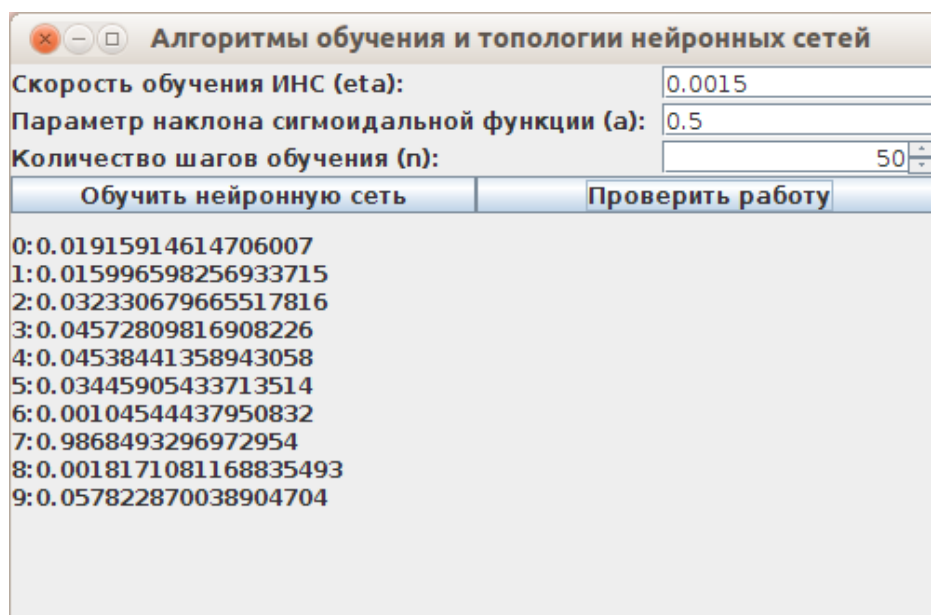 Алгоритмы обучения и топологии нейронных сетей
Скорость обучения ИНС (eta): 0.0015
Параметр наклона сигмоидальной функции (a): 0.5
Количество шагов обучения (n): 50
Обучить нейронную сеть Проверить работу
0:0.01915914614706007
1:0.015996598256933715
2:0.032330679665517816
3:0.04572809816908226
4:0.04538441358943058
5:0.03445905433713514
6:0.00104544437950832
7:0.9868493296972954
8:0.0018171081168835493
9:0.057822870038904704